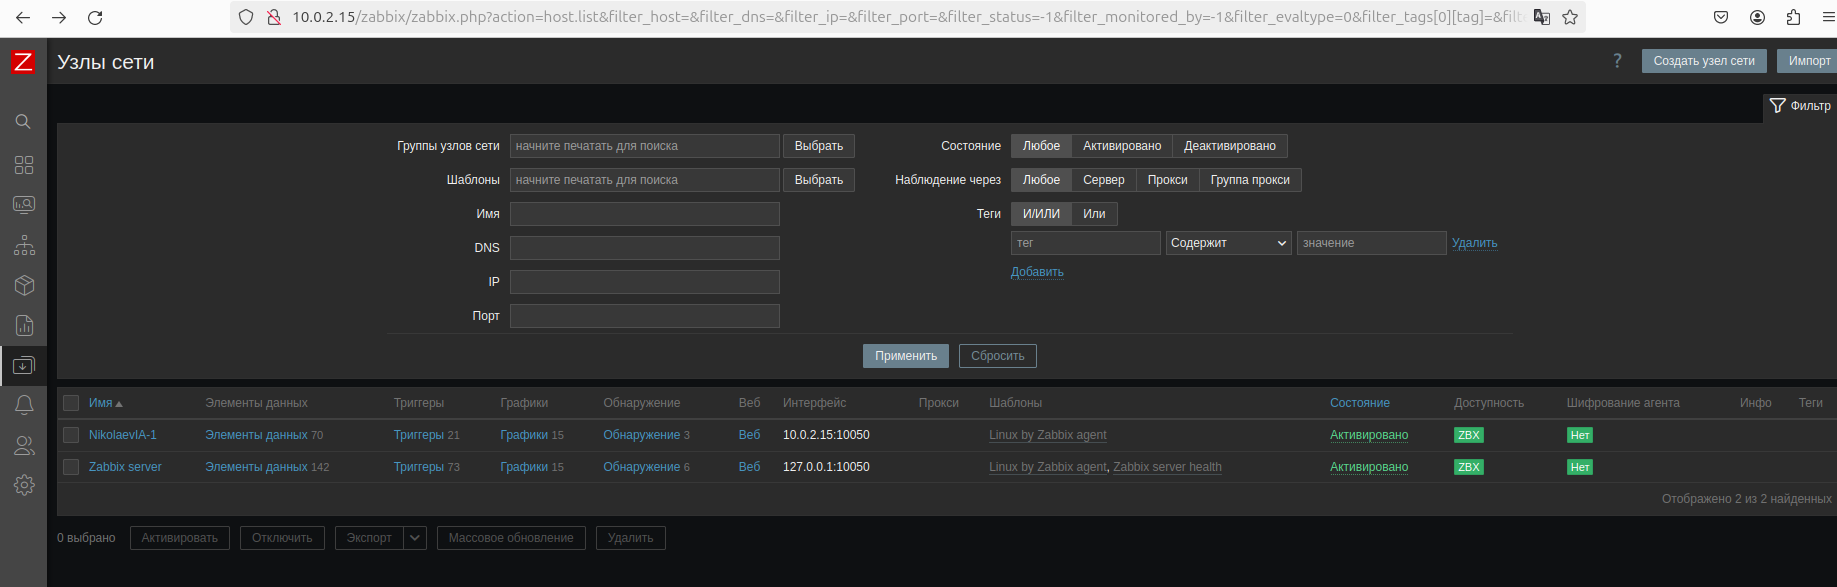 10.0.2.15/zabbix/zabbix.php?action=host.list&filter_host=&filter_dns=&filter_ip=&filter_port=&filter_status=-1&filter_monitored_by=-1&filter_evaltype=0&filter_tags[0][tag]=&filt
Z Узлы сети ? Создать узел сети Импорт
Фильтр
Группы узлов сети начните печатать для поиска Выбрать Состояние Любое Активировано Деактивировано
Шаблоны начните печатать для поиска Выбрать Наблюдение через Любое Сервер Прокси Группа прокси
Имя Теги И/ИЛИ Или
DNS тег Содержит значение Удалить
IP Добавить
Порт
Применить Сбросить
Имя Элементы данных Триггеры Графики Обнаружение Веб Интерфейс Прокси Шаблоны Состояние Доступность Шифрование агента Инфо Теги
NikolaevIA-1 Элементы данных 70 Триггеры 21 Графики 15 Обнаружение 3 Веб 10.0.2.15:10050 Linux by Zabbix agent Активировано ZBX Нет
Zabbix server Элементы данных 142 Триггеры 73 Графики 15 Обнаружение 6 Веб 127.0.0.1:10050 Linux by Zabbix agent, Zabbix server health Активировано ZBX Нет
Отображено 2 из 2 найденных
0 выбрано Активировать Отключить Экспорт Массовое обновление Удалить